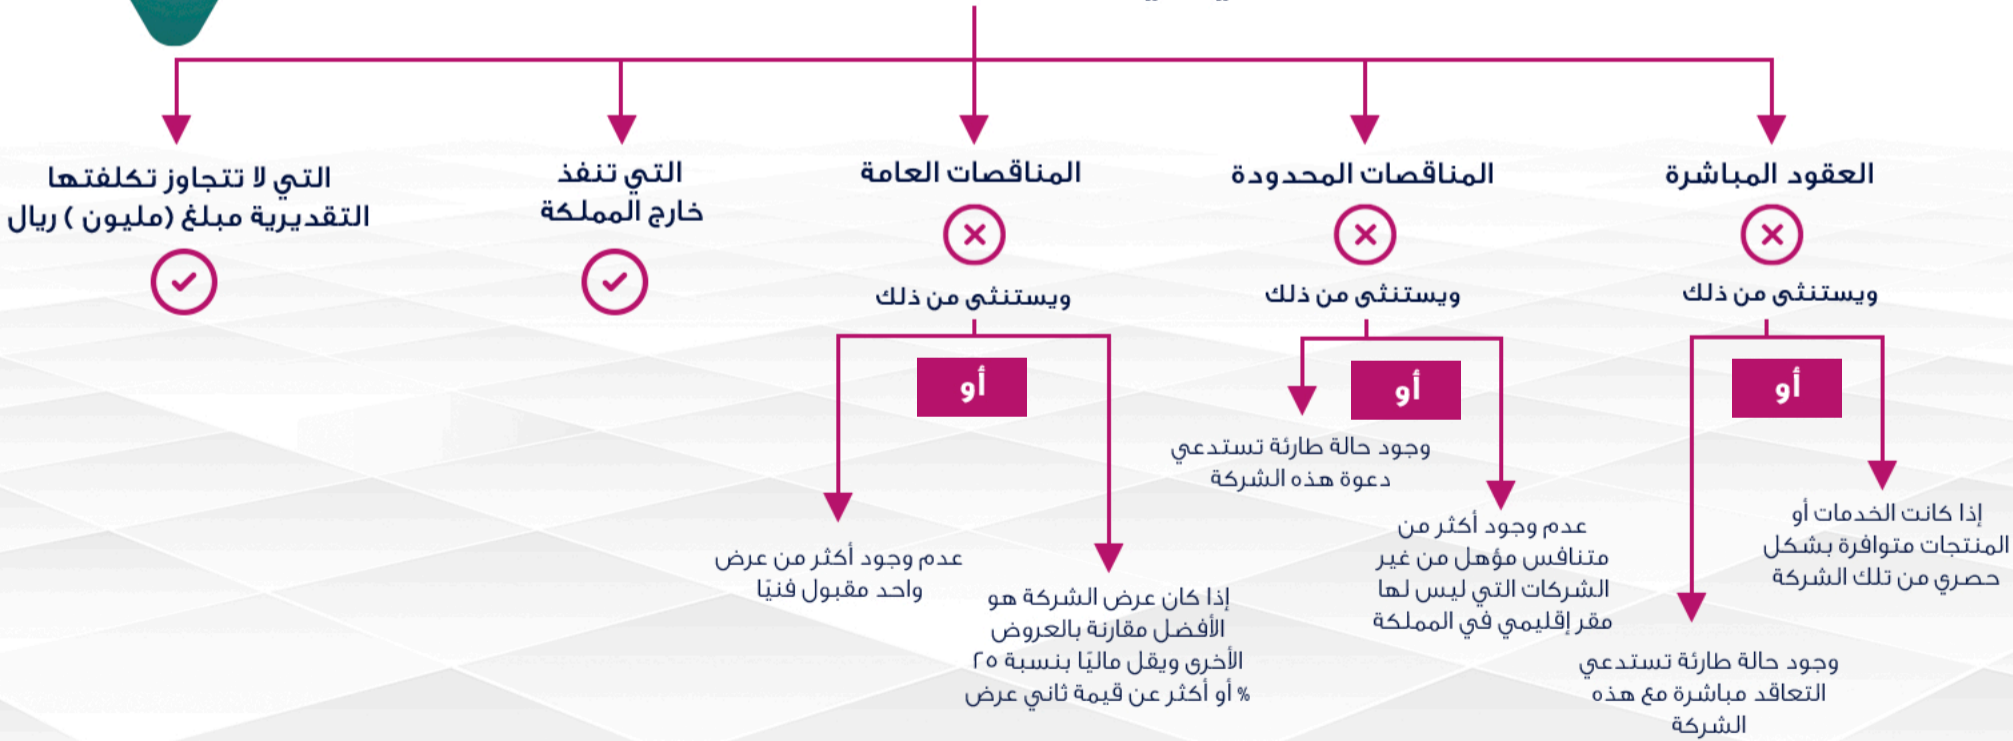 العقود المباشرة
ويستنثى من ذلك
أو
إذا كانت الخدمات أو
المنتجات متوافرة بشكل
حصري من تلك الشركة
وجود حالة طارئة تستدعي
التعاقد مباشرة مع هذه
الشركة
المناقصات المحدودة
ويستنثى من ذلك
أو
عدم وجود أكثر من
متنافس مؤهل من غير
الشركات التي ليس لها
مقر إقليمي في المملكة
وجود حالة طارئة تستدعي
دعوة هذه الشركة
المناقصات العامة
ويستنثى من ذلك
أو
إذا كان عرض الشركة هو
الأفضل مقارنة بالعروض
الأخرى ويقل ماليًا بنسبة ٢٥
% أو أكثر عن قيمة ثاني عرض
عدم وجود أكثر من عرض
واحد مقبول فنيًا
التي تنفذ
خارج المملكة
التي لا تتجاوز تكلفتها
التقديرية مبلغ (مليون ) ريال